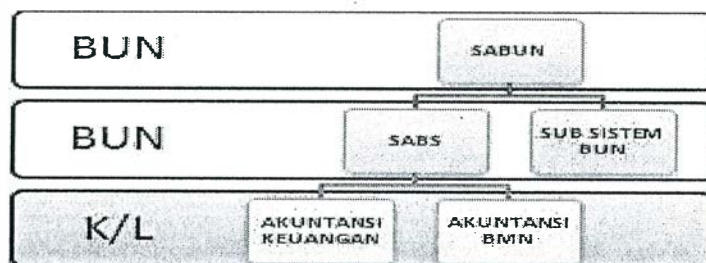 BUN
SABUN
BUN
SABS
SUB SISTEM
BUN
K/L
AKUNTANSI
KEUANGAN
AKUNTANSI
BMN